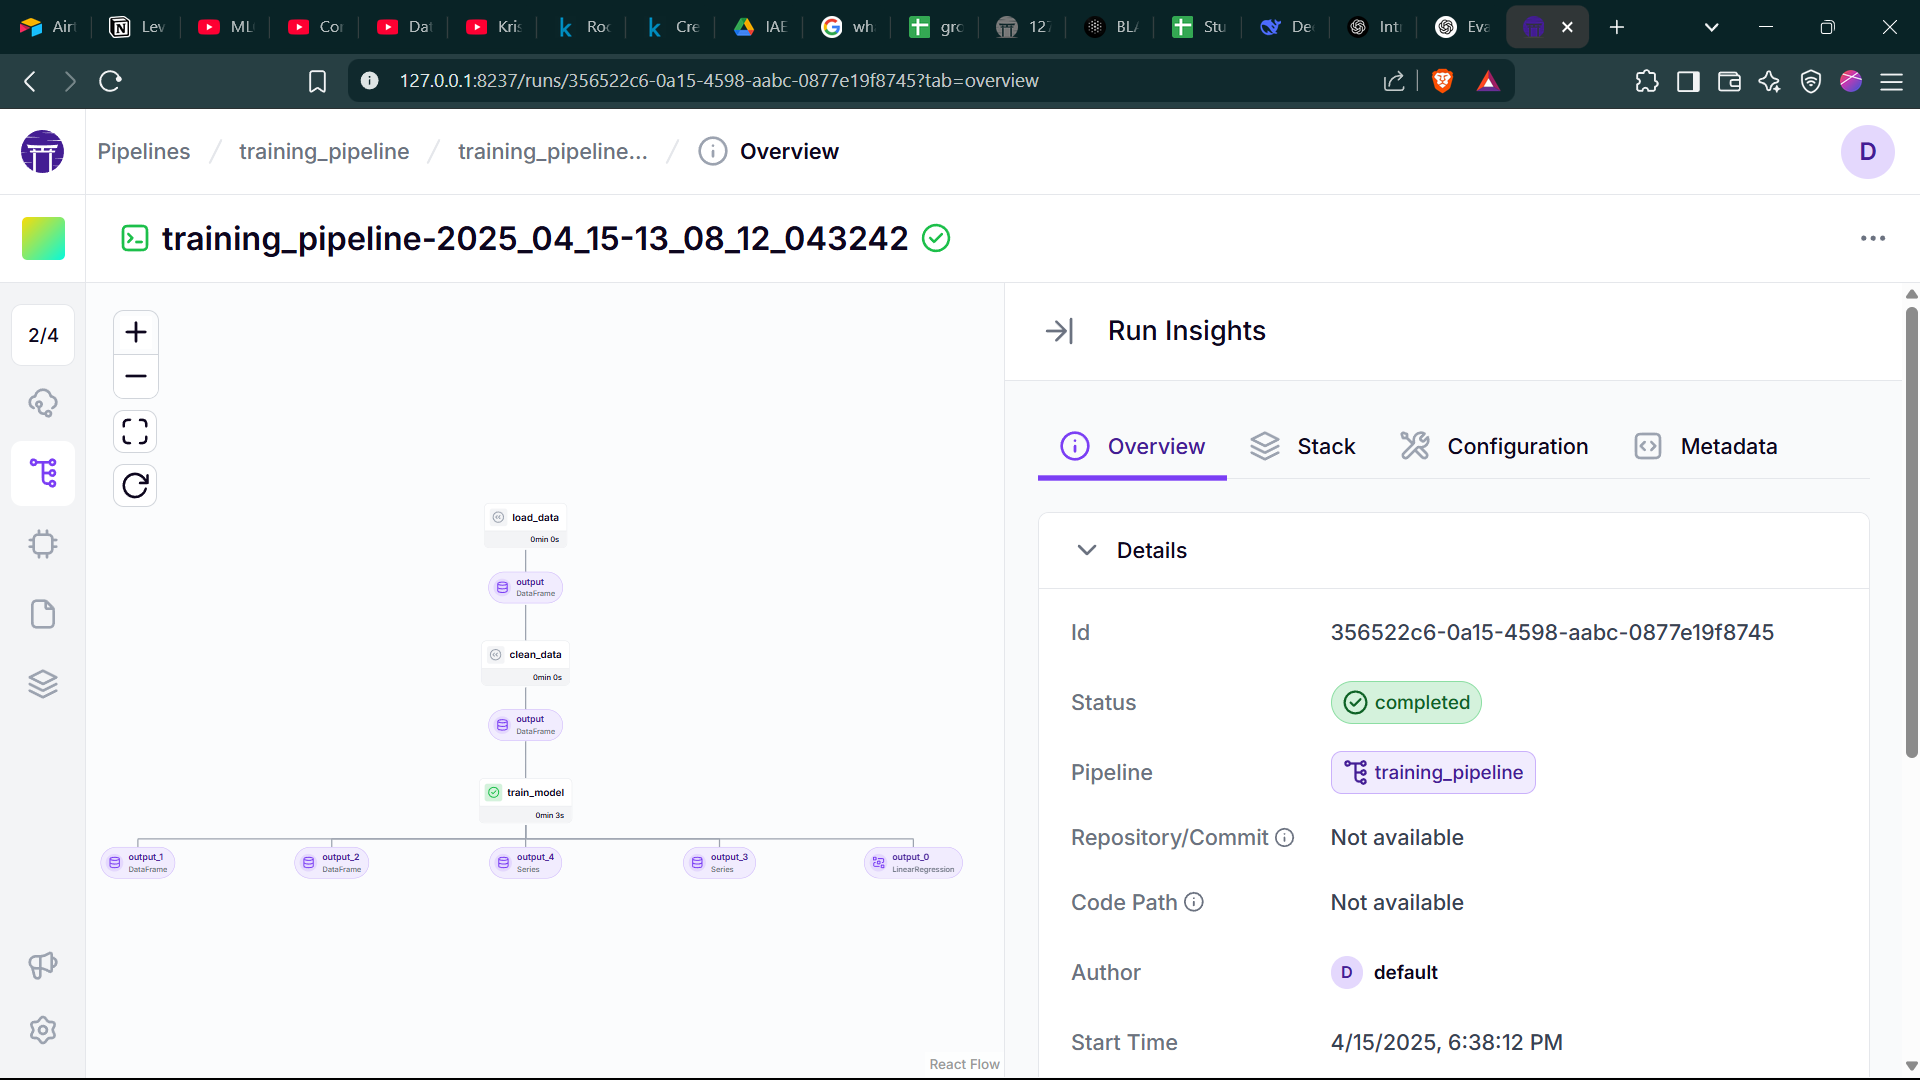 Airt
Lev
ML
Cor
Dat
Kris
Roc
Cre
IAE
wh
gro
127
BLA
Stu
De
Int
Eva
127.0.0.1:8237/runs/356522c6-0a15-4598-aabc-0877e19f8745?tab=overview
Pipelines / training_pipeline / training_pipeline... / Overview
D
training_pipeline-2025_04_15-13_08_12_043242
2/4
load_data
0min 0s
output
DataFrame
clean_data
0min 0s
output
DataFrame
train_model
0min 3s
output_1
DataFrame
output_2
DataFrame
output_4
Series
output_3
Series
output_0
LinearRegression
React Flow
Run Insights
Overview Stack Configuration Metadata
Details
Id 356522c6-0a15-4598-aabc-0877e19f8745
Status completed
Pipeline training_pipeline
Repository/Commit Not available
Code Path Not available
Author D default
Start Time 4/15/2025, 6:38:12 PM